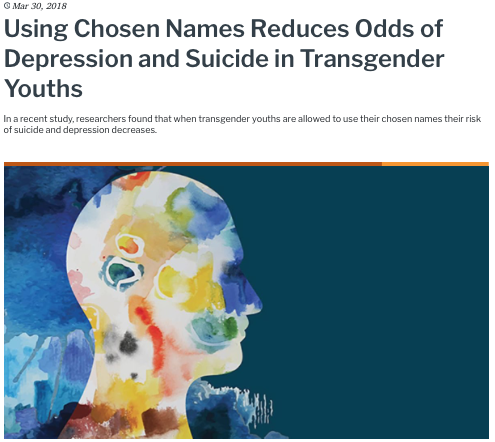 Mar 30, 2018
Using Chosen Names Reduces Odds of
Depression and Suicide in Transgender
Youths
In a recent study, researchers found that when transgender youths are allowed to use their chosen names their risk
of suicide and depression decreases.